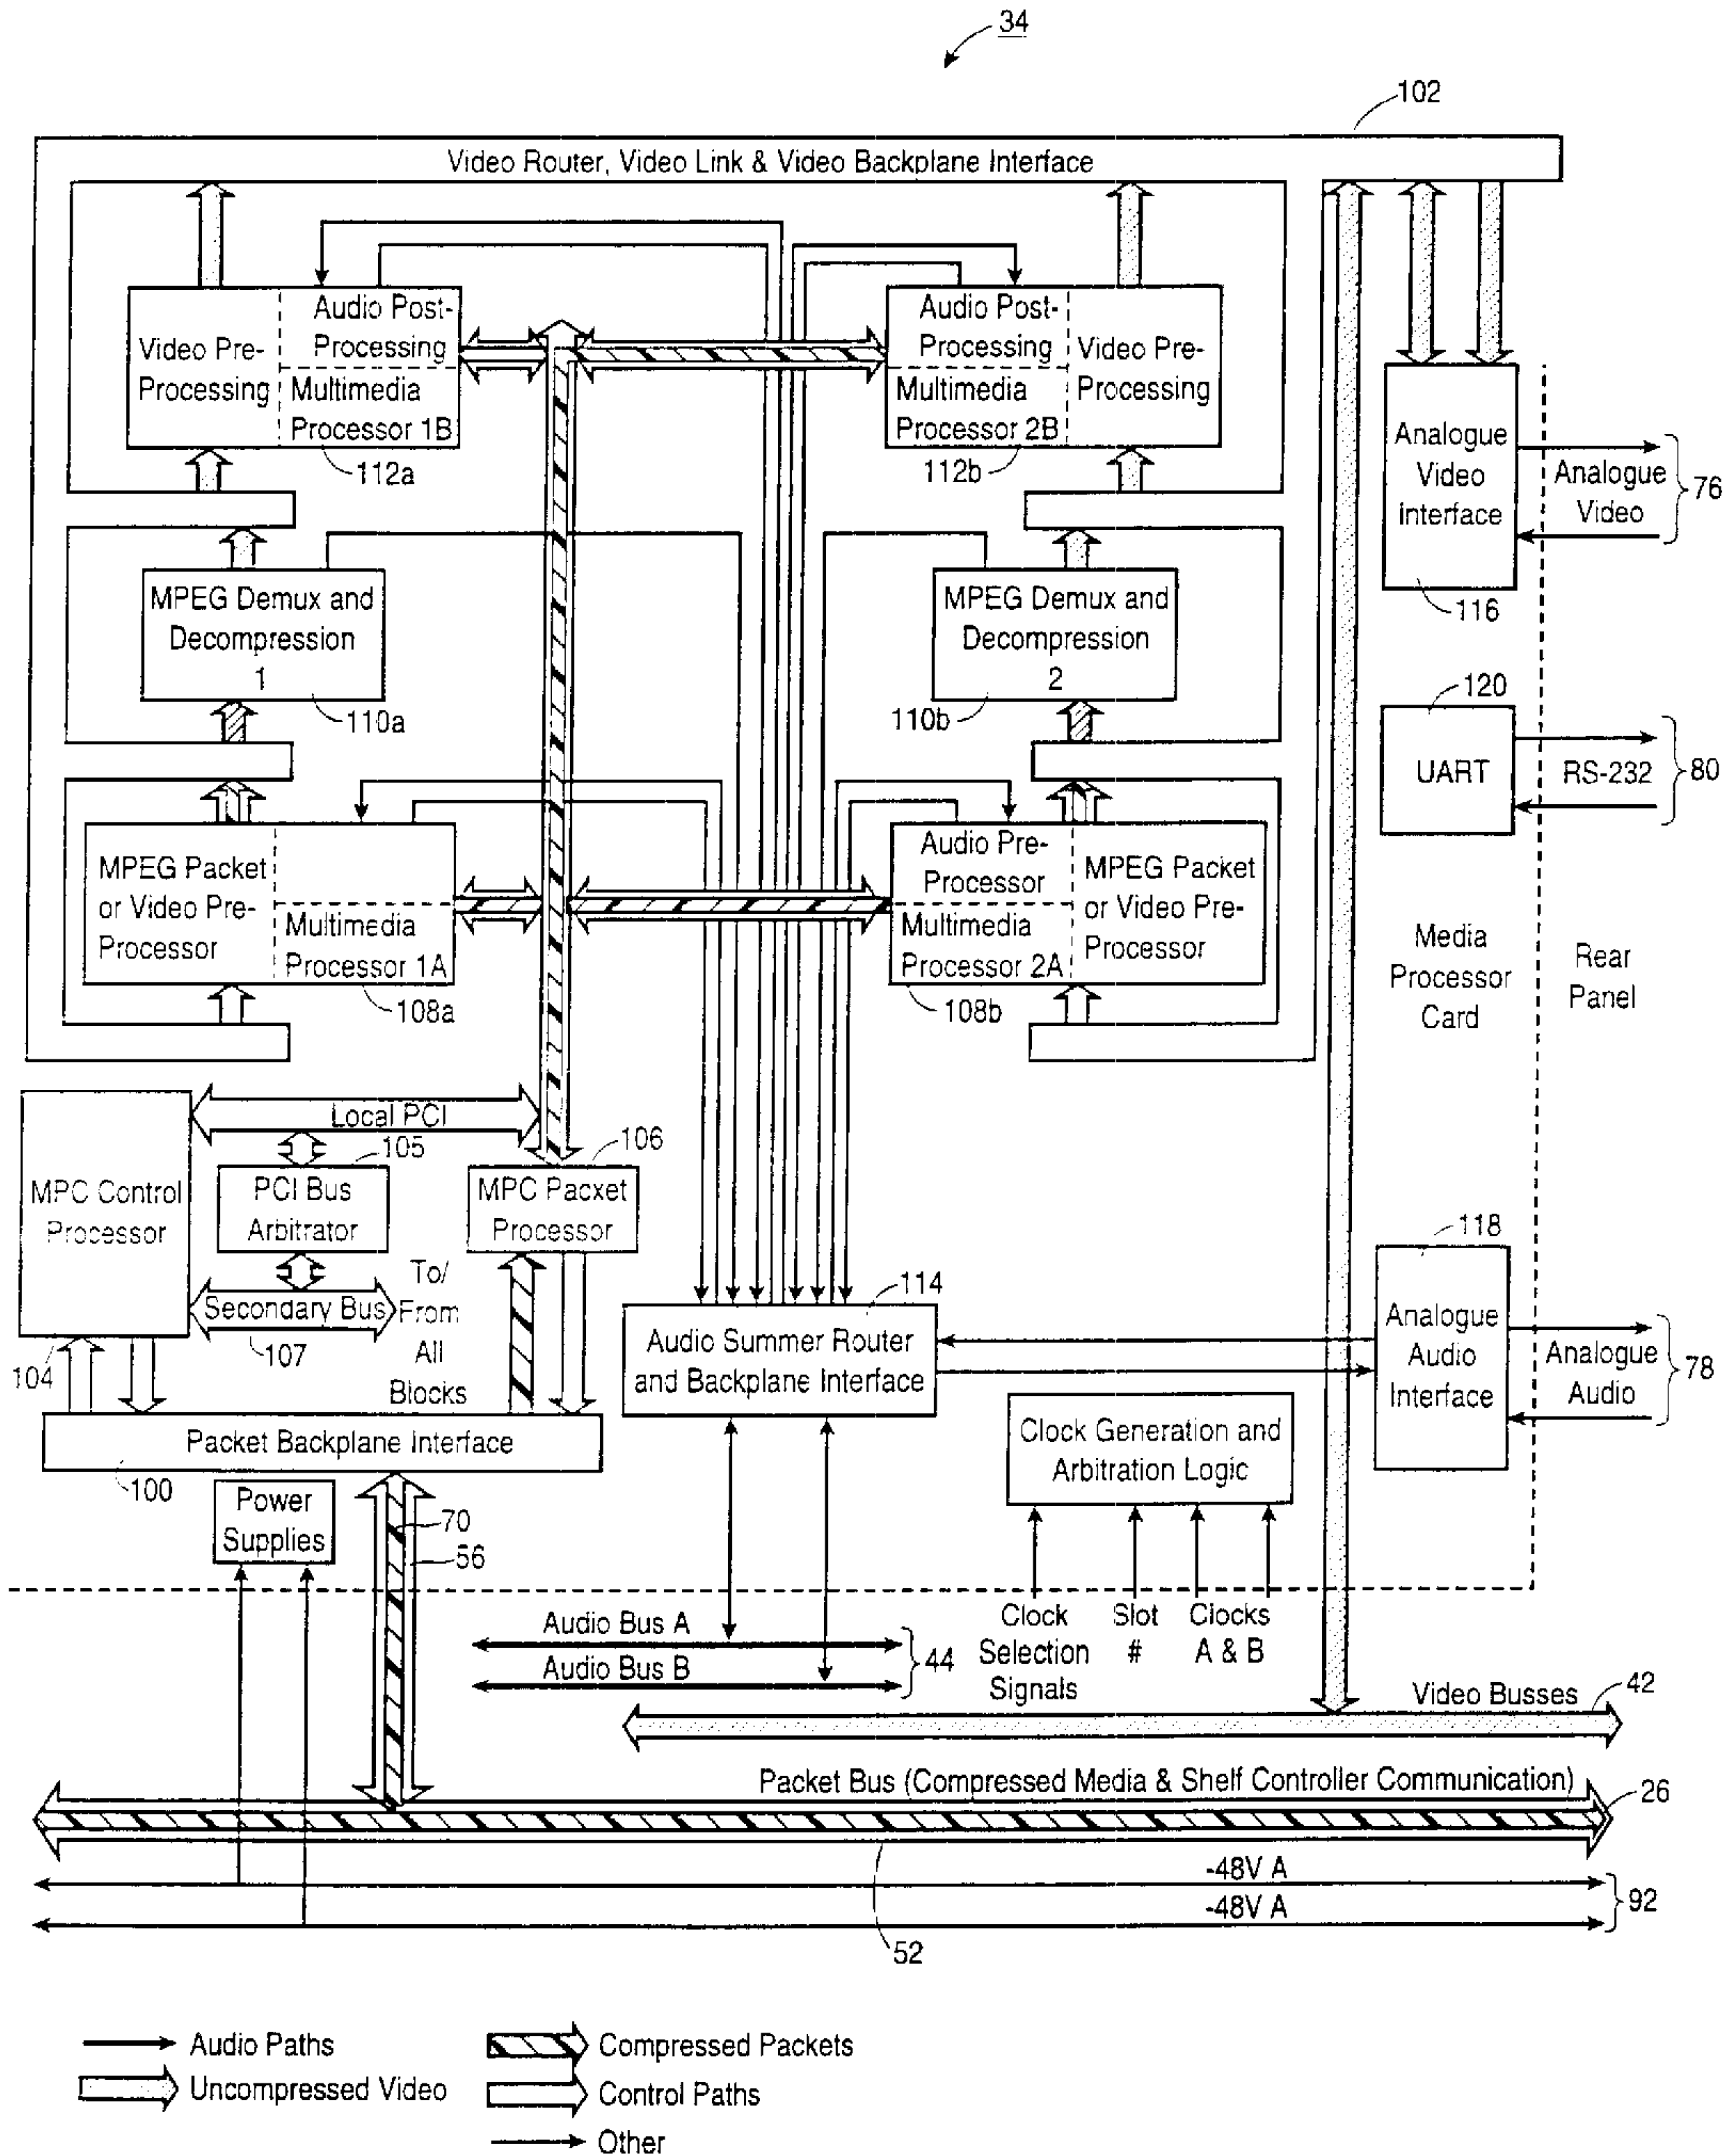 34
102
Video Router, Video Link & Video Backplane Interface
Video Pre-
Processing
Audio Post-
Processing
Multimedia
Processor 1B
112a
Audio Post-
Processing
Multimedia
Processor 2B
112b
Video Pre-
Processing
Analogue
Video
Interface
116
Analogue
Video
76
MPEG Demux and
Decompression
1
110a
MPEG Demux and
Decompression
2
110b
120
UART
RS-232
80
MPEG Packet
or Video Pre-
Processor
Multimedia
Processor 1A
108a
Audio Pre-
Processor
Multimedia
Processor 2A
108b
MPEG Packet
or Video Pre-
Processor
Media
Processor
Card
Rear
Panel
Local PCI
105
106
MPC Control
Processor
PCI Bus
Arbitrator
MPC Pacxet
Processor
To/
From
All
Blocks
Secondary Bus
107
104
114
Audio Summer Router
and Backplane Interface
118
Analogue
Audio
Interface
Analogue
Audio
78
Packet Backplane Interface
100
Clock Generation and
Arbitration Logic
Power
Supplies
70
56
Audio Bus A
Audio Bus B
44
Clock
Selection
Signals
Slot
#
Clocks
A & B
Video Busses
42
Packet Bus (Compressed Media & Shelf Controller Communication)
26
-48V A
-48V A
92
52
Audio Paths
Uncompressed Video
Compressed Packets
Control Paths
Other